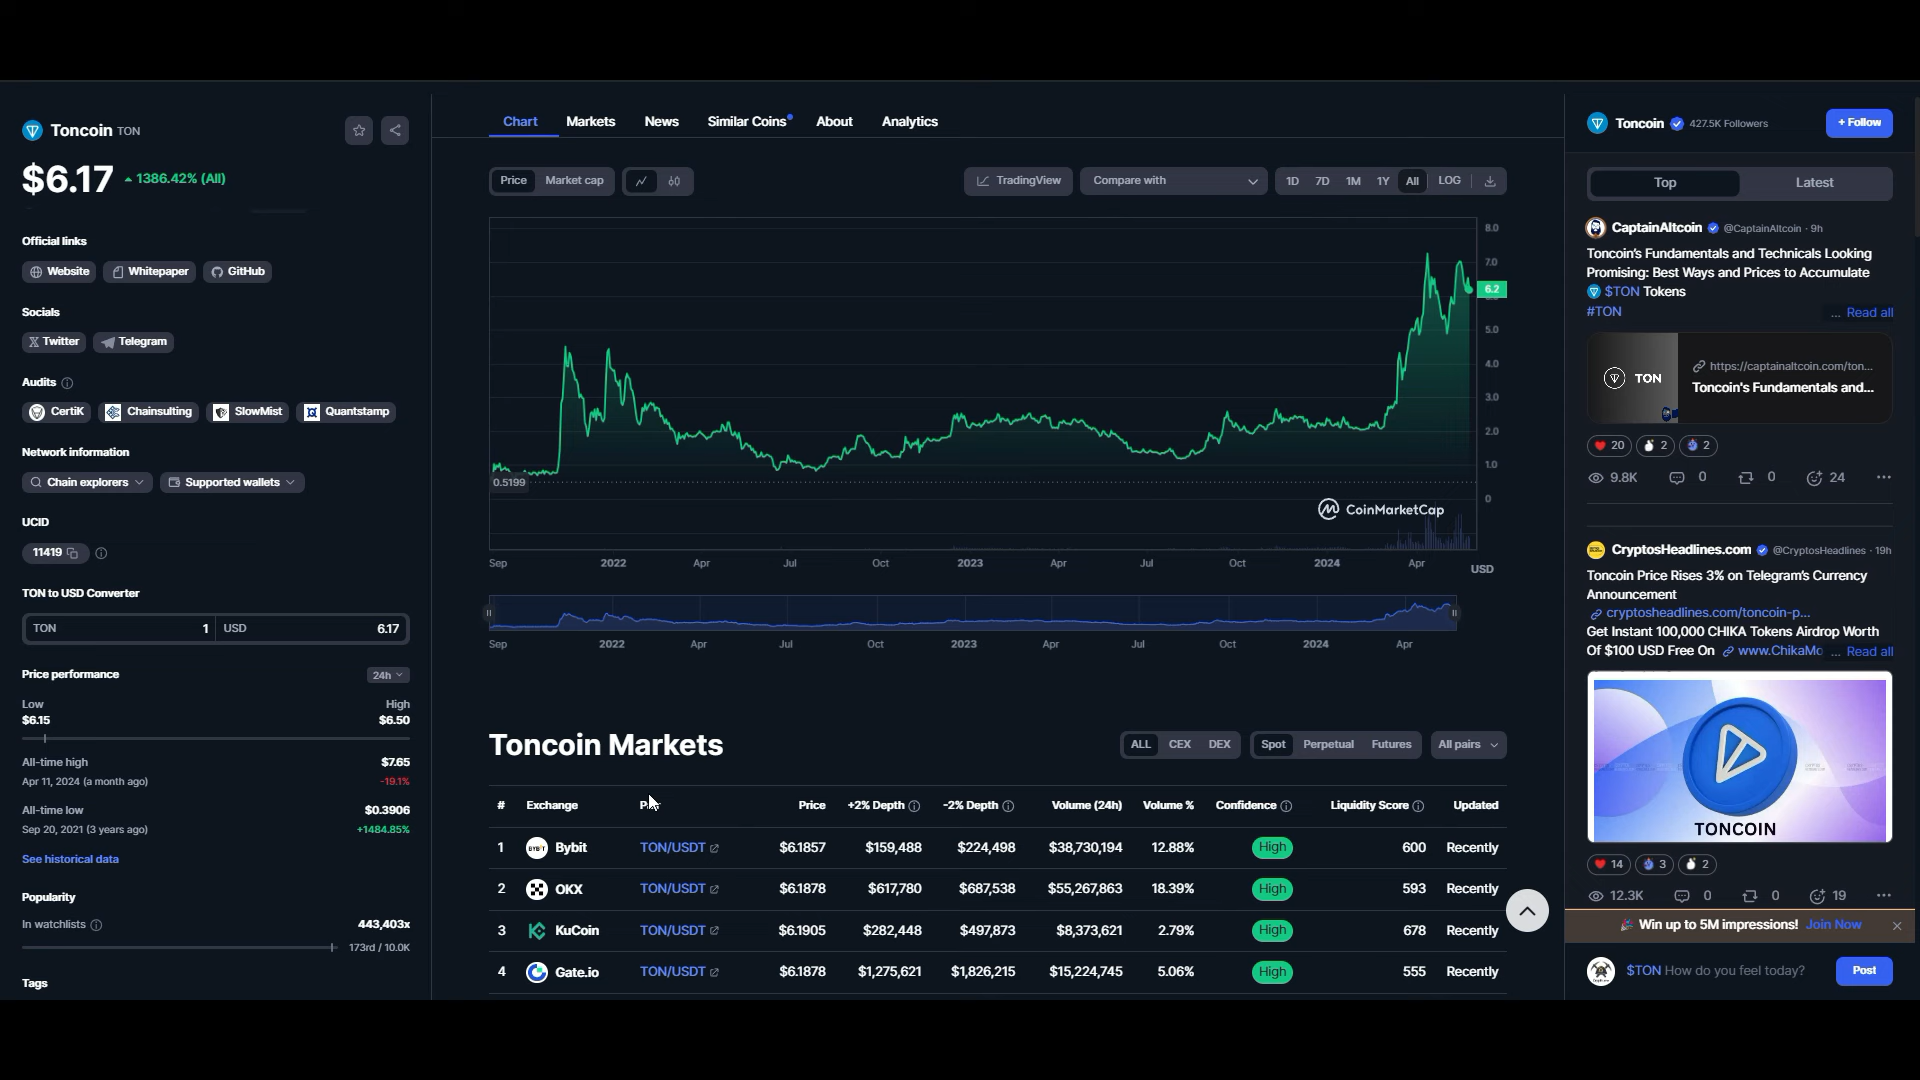 Toncoin TON
$6.17 1386.42% (All)
Official links
Website Whitepaper GitHub
Socials
Twitter Telegram
Audits
CertiK Chainsulting SlowMist Quantstamp
Network information
Chain explorers Supported wallets
UCID
11419
TON to USD Converter
TON 1 USD 6.17
Price performance 24h
Low High
$6.15 $6.50
All-time high $7.65
Apr 11, 2024 (a month ago) -19.1%
All-time low $0.3906
Sep 20, 2021 (3 years ago) +1484.85%
See historical data
Popularity
In watchlists 443,403x
173rd / 10.0K
Tags
Chart Markets News Similar Coins About Analytics
Price Market cap TradingView Compare with 1D 7D 1M 1Y All LOG
8.0
7.0
6.2
5.0
4.0
3.0
2.0
1.0
0.5199
0
CoinMarketCap
Sep 2022 Apr Jul Oct 2023 Apr Jul Oct 2024 Apr USD
Sep 2022 Apr Jul Oct 2023 Apr Jul Oct 2024 Apr
Toncoin Markets ALL CEX DEX Spot Perpetual Futures All pairs
# Exchange Price +2% Depth -2% Depth Volume (24h) Volume % Confidence Liquidity Score Updated
1 Bybit TON/USDT $6.1857 $159,488 $224,498 $38,730,194 12.88% High 600 Recently
2 OKX TON/USDT $6.1878 $617,780 $687,538 $55,267,863 18.39% High 593 Recently
3 KuCoin TON/USDT $6.1905 $282,448 $497,873 $8,373,621 2.79% High 678 Recently
4 Gate.io TON/USDT $6.1878 $1,275,621 $1,826,215 $15,224,745 5.06% High 555 Recently
Toncoin 427.5K Followers + Follow
Top Latest
CaptainAltcoin @CaptainAltcoin · 9h
Toncoin's Fundamentals and Technicals Looking
Promising: Best Ways and Prices to Accumulate
$TON Tokens
#TON ... Read all
TON
https://captainaltcoin.com/ton...
Toncoin's Fundamentals and...
20 2 2
9.8K 0 0 24
CryptosHeadlines.com @CryptosHeadlines · 19h
Toncoin Price Rises 3% on Telegram's Currency
Announcement
cryptosheadlines.com/toncoin-p...
Get Instant 100,000 CHIKA Tokens Airdrop Worth
Of $100 USD Free On www.ChikaMo ... Read all
TONCOIN
14 3 2
12.3K 0 0 19
Win up to 5M impressions! Join Now
$TON How do you feel today? Post